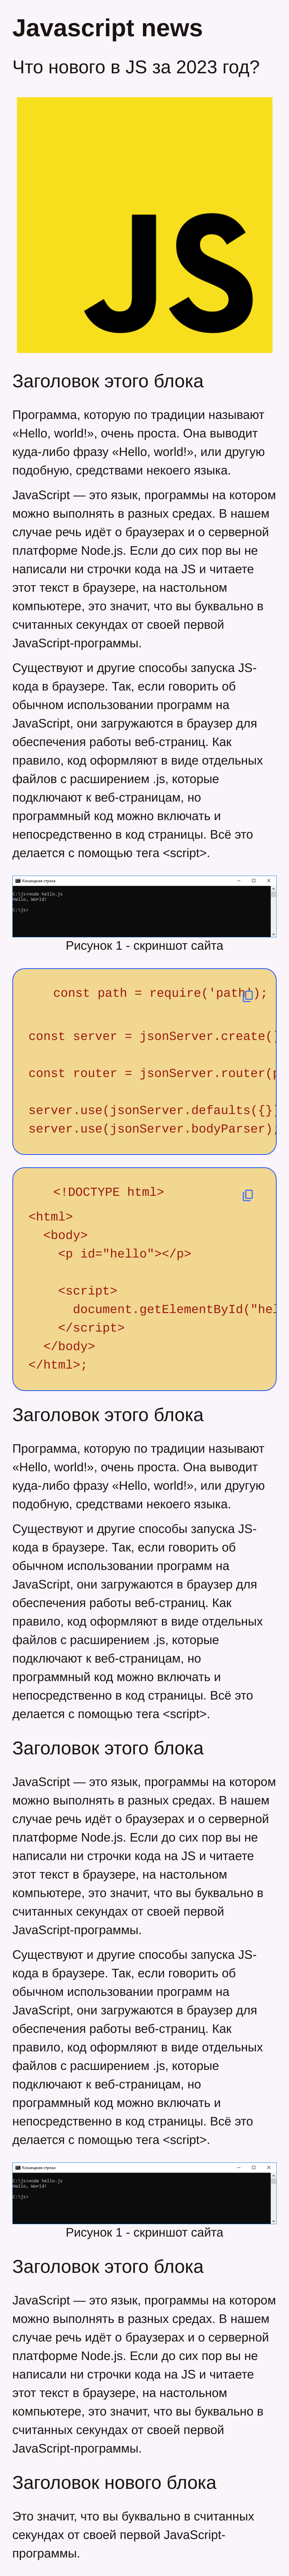 Javascript news
Что нового в JS за 2023 год?
JS
Заголовок этого блока
Программа, которую по традиции называют
«Hello, world!», очень проста. Она выводит
куда-либо фразу «Hello, world!», или другую
подобную, средствами некоего языка.
JavaScript — это язык, программы на котором
можно выполнять в разных средах. В нашем
случае речь идёт о браузерах и о серверной
платформе Node.js. Если до сих пор вы не
написали ни строчки кода на JS и читаете
этот текст в браузере, на настольном
компьютере, это значит, что вы буквально в
считанных секундах от своей первой
JavaScript-программы.
Существуют и другие способы запуска JS-
кода в браузере. Так, если говорить об
обычном использовании программ на
JavaScript, они загружаются в браузер для
обеспечения работы веб-страниц. Как
правило, код оформляют в виде отдельных
файлов с расширением .js, которые
подключают к веб-страницам, но
программный код можно включать и
непосредственно в код страницы. Всё это
делается с помощью тега <script>.
Командная строка
C:\js>node hello.js
Hello, World!
C:\js>
Рисунок 1 - скриншот сайта
const path = require('path');
const server = jsonServer.create()
const router = jsonServer.router(p
server.use(jsonServer.defaults({})
server.use(jsonServer.bodyParser)
<!DOCTYPE html>
<html>
<body>
<p id="hello"></p>
<script>
document.getElementById("hel
</script>
</body>
</html>;
Заголовок этого блока
Программа, которую по традиции называют
«Hello, world!», очень проста. Она выводит
куда-либо фразу «Hello, world!», или другую
подобную, средствами некоего языка.
Существуют и другие способы запуска JS-
кода в браузере. Так, если говорить об
обычном использовании программ на
JavaScript, они загружаются в браузер для
обеспечения работы веб-страниц. Как
правило, код оформляют в виде отдельных
файлов с расширением .js, которые
подключают к веб-страницам, но
программный код можно включать и
непосредственно в код страницы. Всё это
делается с помощью тега <script>.
Заголовок этого блока
JavaScript — это язык, программы на котором
можно выполнять в разных средах. В нашем
случае речь идёт о браузерах и о серверной
платформе Node.js. Если до сих пор вы не
написали ни строчки кода на JS и читаете
этот текст в браузере, на настольном
компьютере, это значит, что вы буквально в
считанных секундах от своей первой
JavaScript-программы.
Существуют и другие способы запуска JS-
кода в браузере. Так, если говорить об
обычном использовании программ на
JavaScript, они загружаются в браузер для
обеспечения работы веб-страниц. Как
правило, код оформляют в виде отдельных
файлов с расширением .js, которые
подключают к веб-страницам, но
программный код можно включать и
непосредственно в код страницы. Всё это
делается с помощью тега <script>.
Командная строка
C:\js>node hello.js
Hello, World!
C:\js>
Рисунок 1 - скриншот сайта
Заголовок этого блока
JavaScript — это язык, программы на котором
можно выполнять в разных средах. В нашем
случае речь идёт о браузерах и о серверной
платформе Node.js. Если до сих пор вы не
написали ни строчки кода на JS и читаете
этот текст в браузере, на настольном
компьютере, это значит, что вы буквально в
считанных секундах от своей первой
JavaScript-программы.
Заголовок нового блока
Это значит, что вы буквально в считанных
секундах от своей первой JavaScript-
программы.